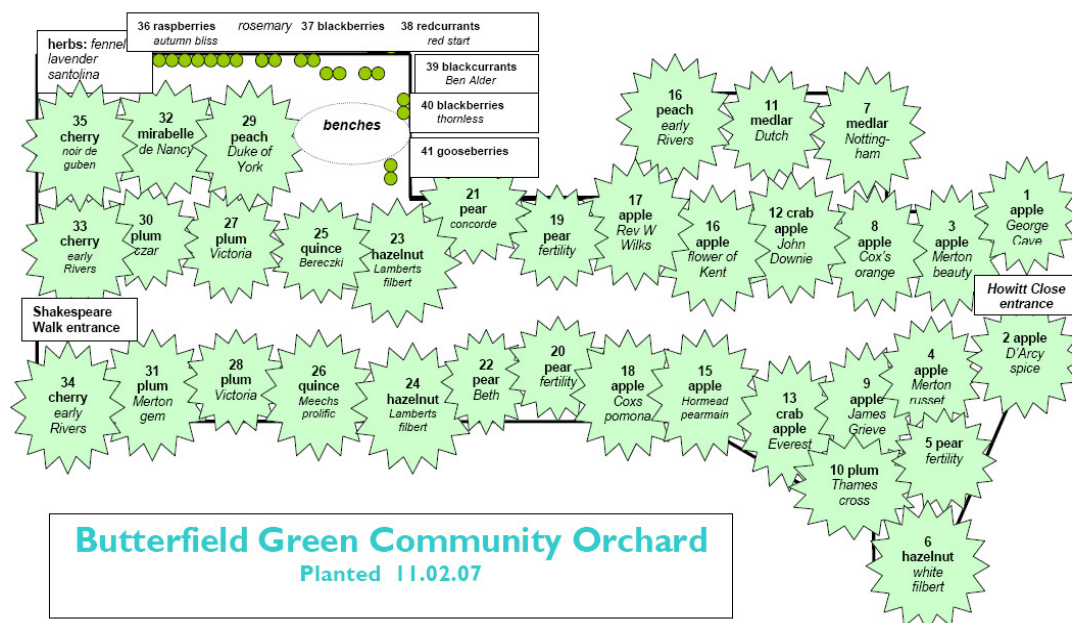 36 raspberries rosemary 37 blackberries 38 redcurrants
autumn bliss red start
herbs: fennel
lavender
santolina
39 blackcurrants
Ben Alder
40 blackberries
thornless
41 gooseberries
benches
35
cherry
noir de
guben
32
mirabelle
de Nancy
29
peach
Duke of
York
16
peach
early
Rivers
11
medlar
Dutch
7
medlar
Notting-
ham
33
cherry
early
Rivers
30
plum
czar
27
plum
Victoria
25
quince
Bereczki
23
hazelnut
Lamberts
filbert
21
pear
concorde
19
pear
fertility
17
apple
Rev W
Wilks
16
apple
flower of
Kent
12 crab
apple
John
Downie
8
apple
Cox's
orange
3
apple
Merton
beauty
1
apple
George
Cave
Shakespeare
Walk entrance
Howitt Close
entrance
34
cherry
early
Rivers
31
plum
Merton
gem
28
plum
Victoria
26
quince
Meechs
prolific
24
hazelnut
Lamberts
filbert
22
pear
Beth
20
pear
fertility
18
apple
Coxs
pomona
15
apple
Hormead
pearmain
13
crab
apple
Everest
9
apple
James
Grieve
4
apple
Merton
russet
2 apple
D'Arcy
spice
10 plum
Thames
cross
5 pear
fertility
6
hazelnut
white
filbert
Butterfield Green Community Orchard
Planted 11.02.07